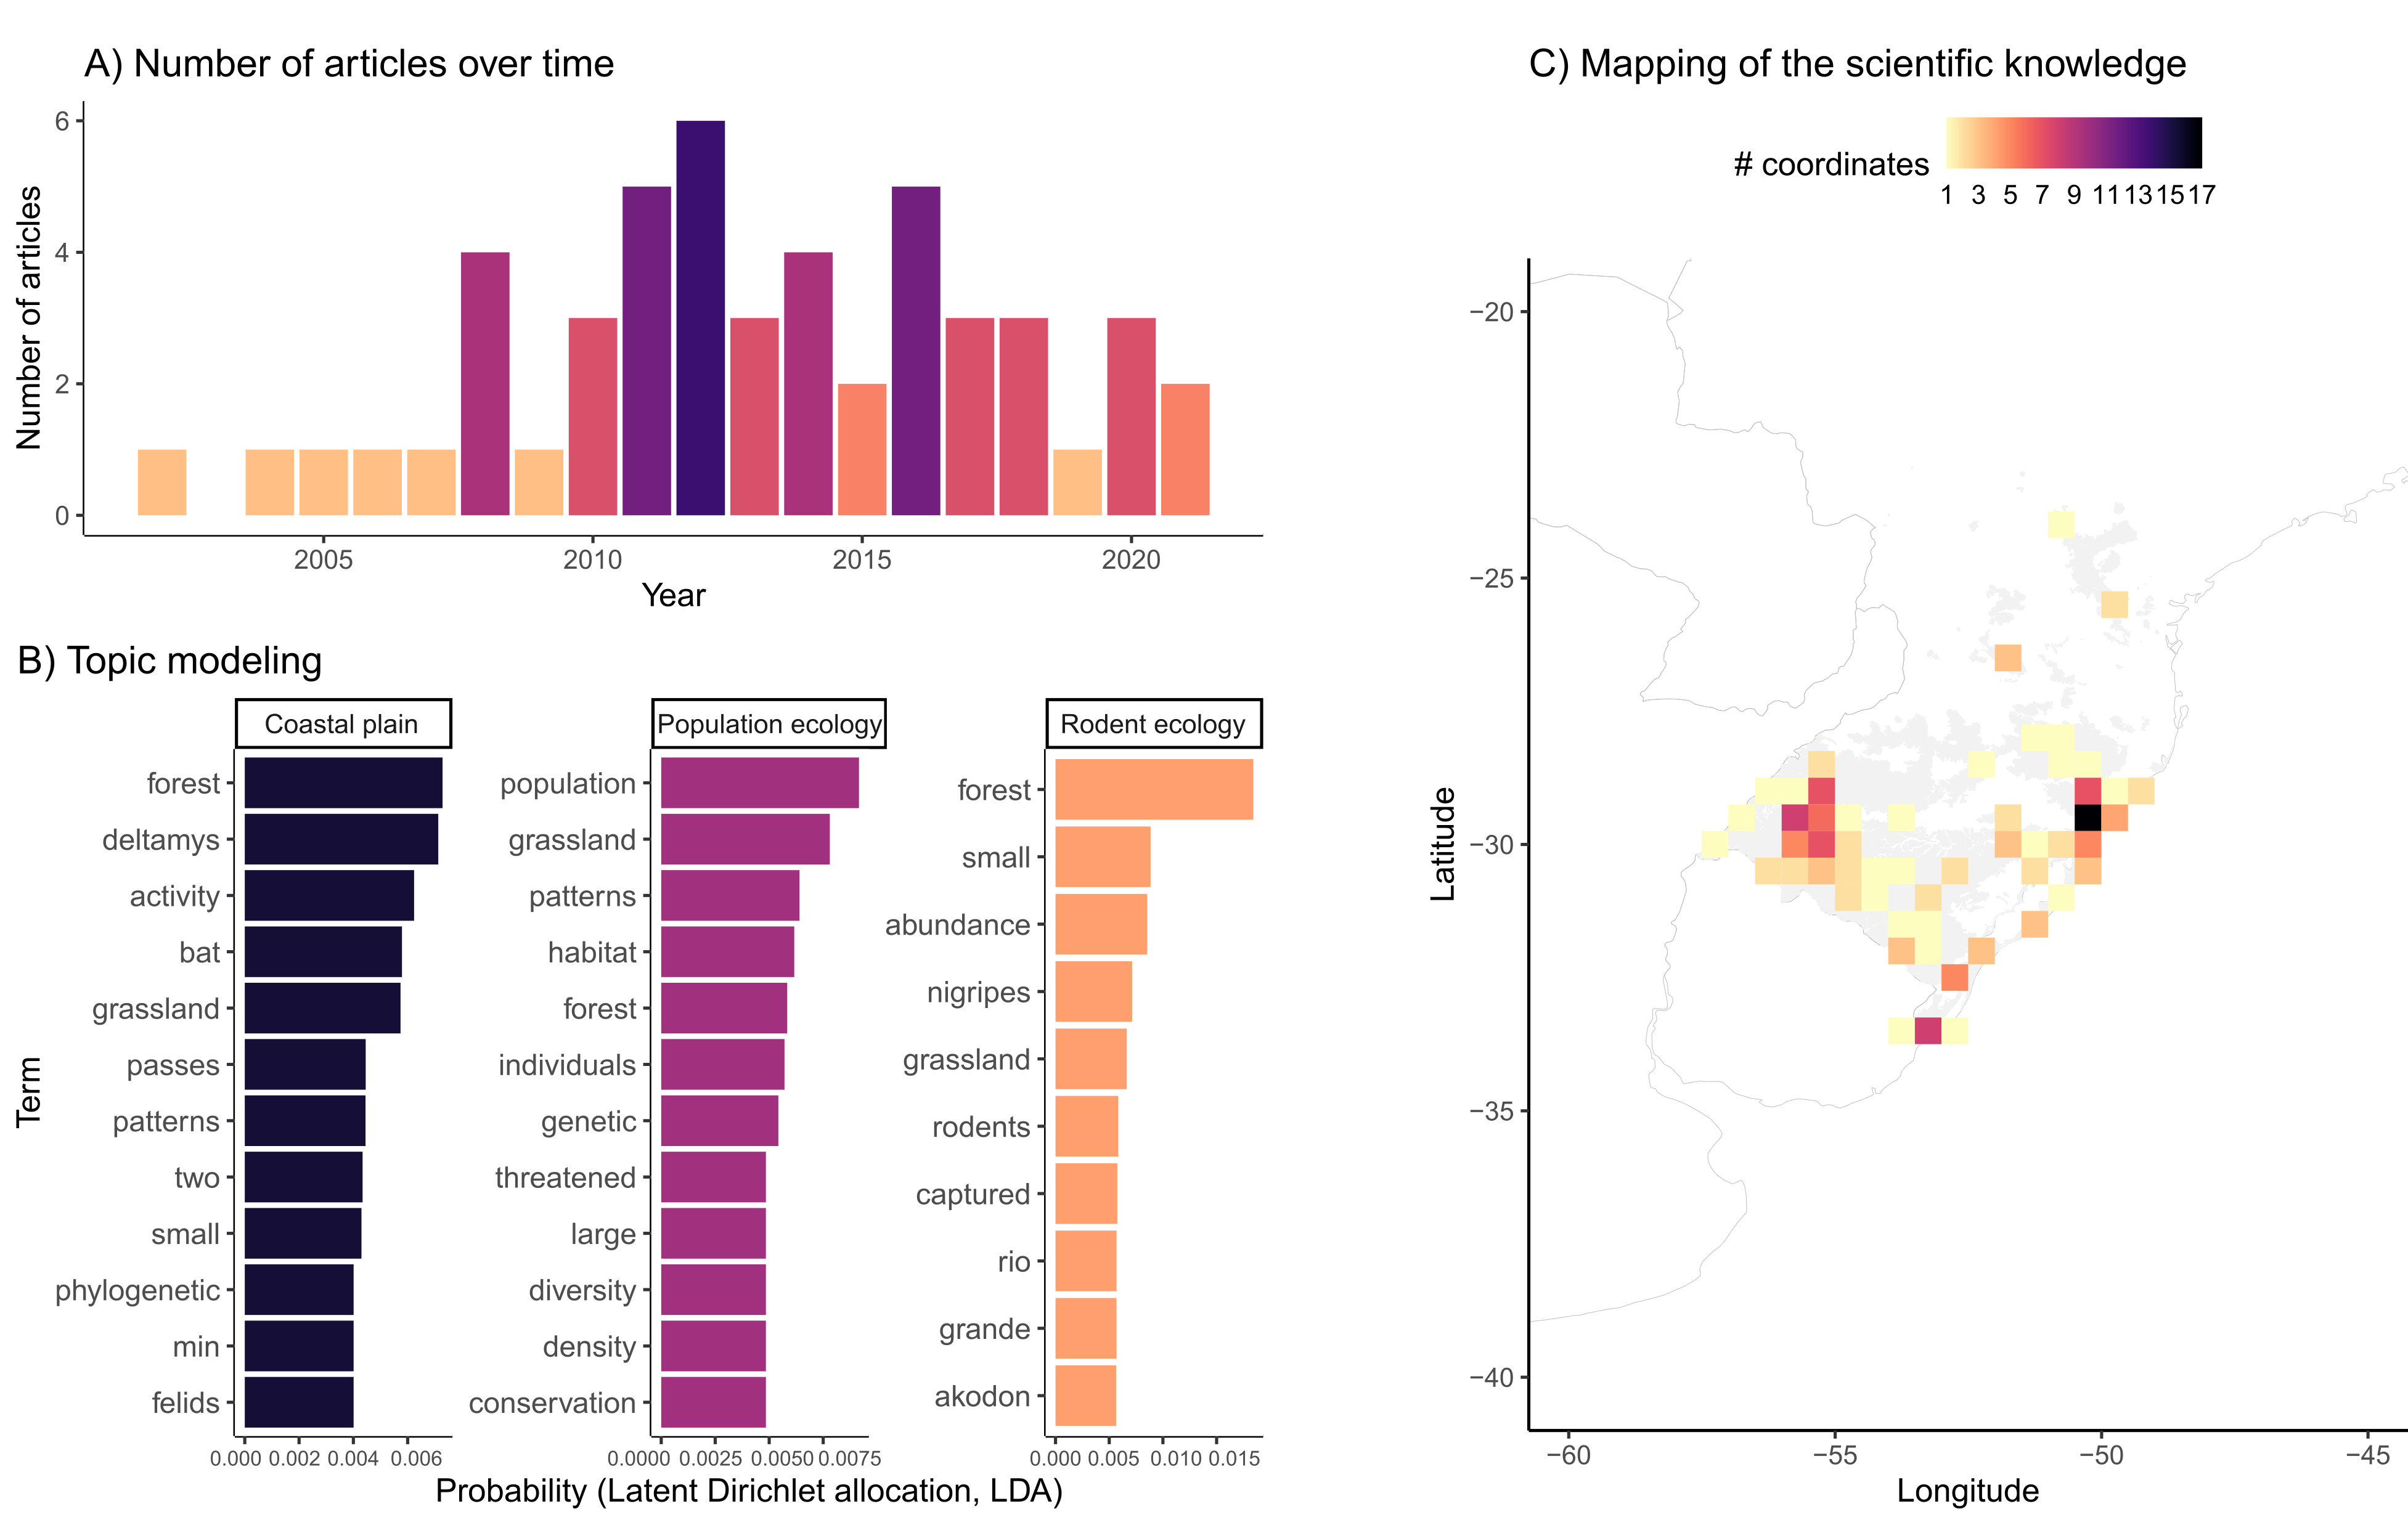 A) Number of articles over time
Number of articles
6
4
2
0
2005 2010 2015 2020
Year
B) Topic modeling
Term
Coastal plain
forest
deltamys
activity
bat
grassland
passes
patterns
two
small
phylogenetic
min
felids
0.000 0.002 0.004 0.006
Population ecology
population
grassland
patterns
habitat
forest
individuals
genetic
threatened
large
diversity
density
conservation
0.0000 0.0025 0.0050 0.0075
Rodent ecology
forest
small
abundance
nigripes
grassland
rodents
captured
rio
grande
akodon
0.000 0.005 0.010 0.015
Probability (Latent Dirichlet allocation, LDA)
C) Mapping of the scientific knowledge
# coordinates
1 3 5 7 9 11 13 15 17
Latitude
−20
−25
−30
−35
−40
−60 −55 −50 −45
Longitude